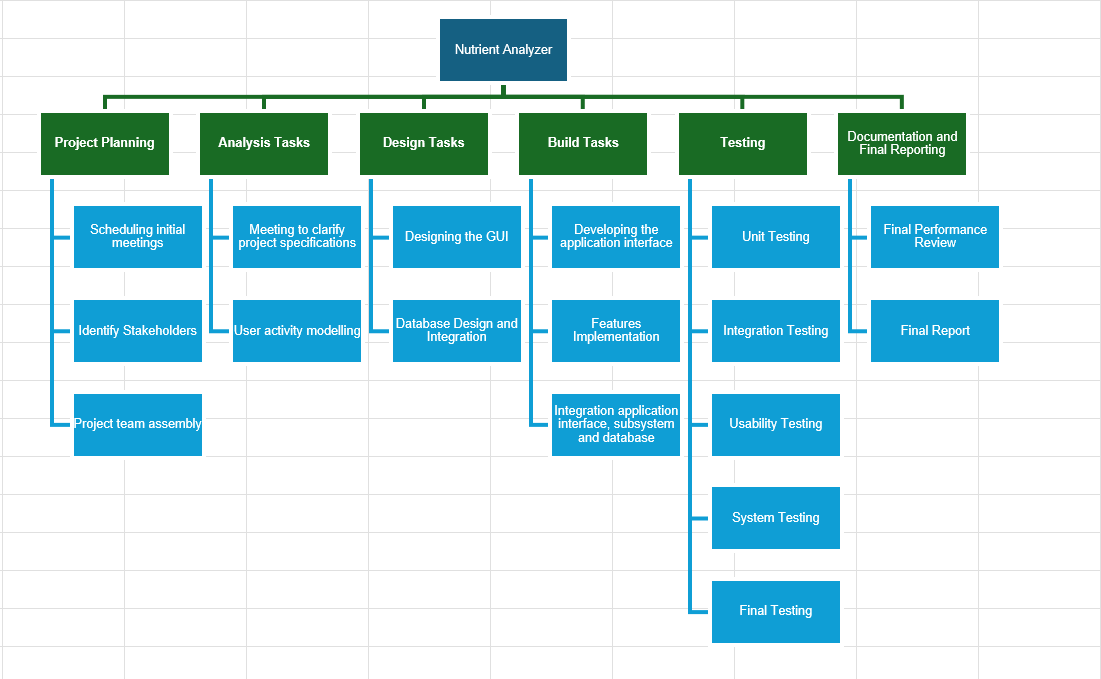 Nutrient Analyzer
Project Planning
Analysis Tasks
Design Tasks
Build Tasks
Testing
Documentation and
Final Reporting
Scheduling initial
meetings
Identify Stakeholders
Project team assembly
Meeting to clarify
project specifications
User activity modelling
Designing the GUI
Database Design and
Integration
Developing the
application interface
Features
Implementation
Integration application
interface, subsystem
and database
Unit Testing
Integration Testing
Usability Testing
System Testing
Final Testing
Final Performance
Review
Final Report